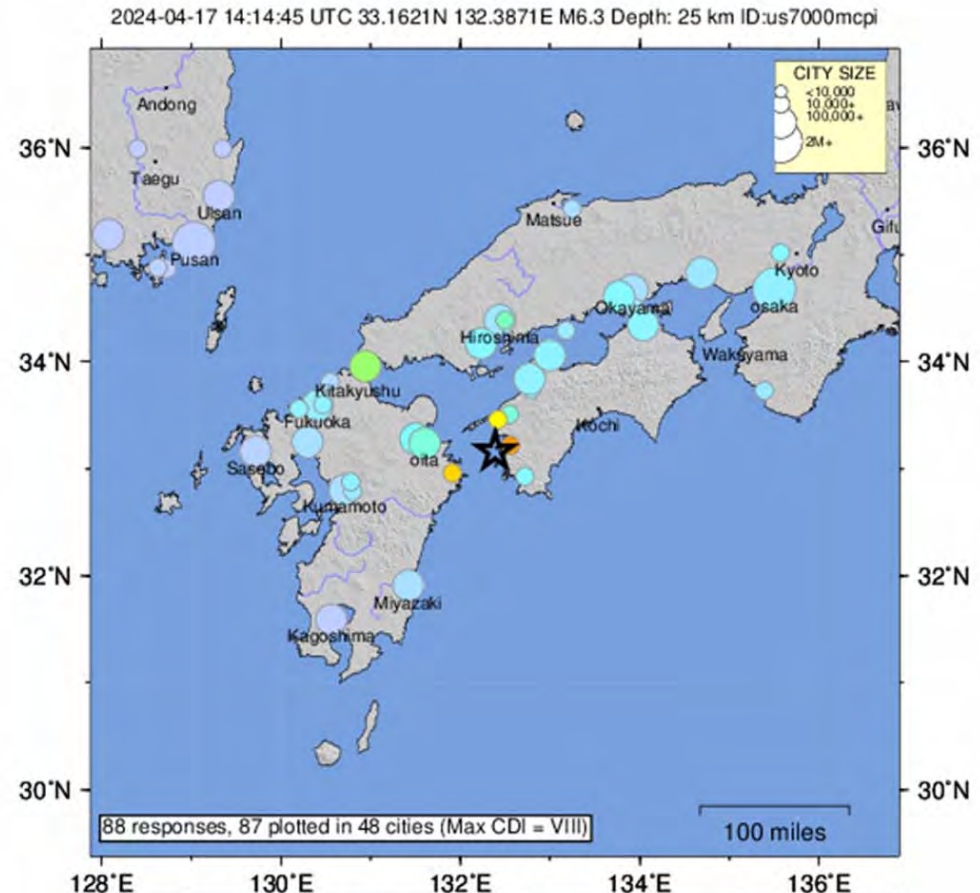 2024-04-17 14:14:45 UTC 33.1621N 132.3871E M6.3 Depth: 25 km ID:us7000mcpi
CITY SIZE
<10,000
10,000+
100,000+
2M+
Andong
36°N
36°N
Taegu
Ulsan
Matsue
Gifu
Pusan
Kyoto
Okayama
osaka
Hiroshima
34°N
34°N
Wakayama
Kitakyushu
Fukuoka
Kochi
oita
Sasebo
Kumamoto
32°N
32°N
Miyazaki
Kagoshima
30°N
30°N
88 responses, 87 plotted in 48 cities (Max CDI = VIII)
100 miles
128°E
130°E
132°E
134°E
136°E